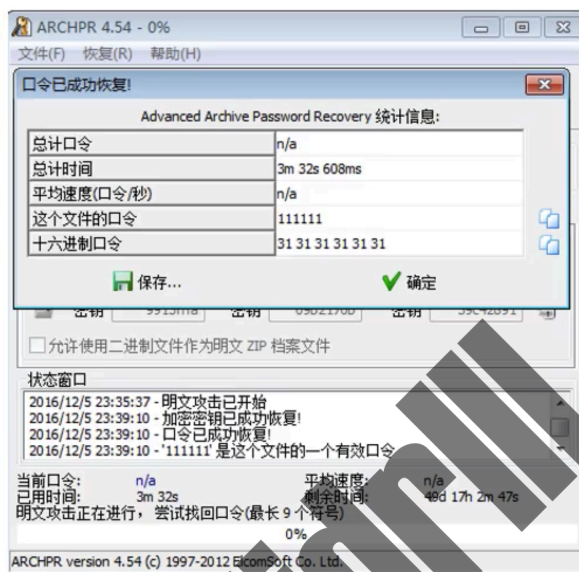 ARCHPR 4.54 - 0%
文件(F) 恢复(R) 帮助(H)
口令已成功恢复!
Advanced Archive Password Recovery 统计信息:
总计口令 n/a
总计时间 3m 32s 608ms
平均速度(口令/秒) n/a
这个文件的口令 111111
十六进制口令 31 31 31 31 31 31
保存... 确定
密钥 密钥 密钥
允许使用二进制文件作为明文 ZIP 档案文件
状态窗口
2016/12/5 23:35:37 - 明文攻击已开始
2016/12/5 23:39:10 - 加密密钥已成功恢复!
2016/12/5 23:39:10 - 口令已成功恢复!
2016/12/5 23:39:10 - '111111' 是这个文件的一个有效口令
当前口令: n/a 平均速度: n/a
已用时间: 3m 32s 剩余时间: 49d 17h 2m 47s
明文攻击正在进行，尝试找回口令(最长 9 个符号)
0%
ARCHPR version 4.54 (c) 1997-2012 ElcomSoft Co. Ltd.